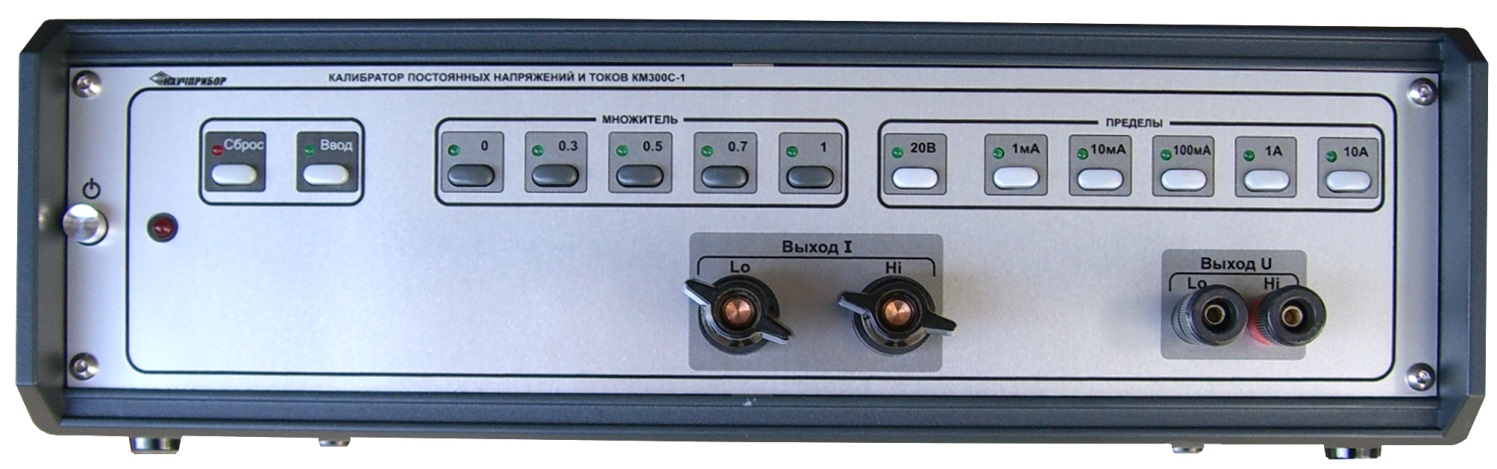 НАУЧПРИБОР
КАЛИБРАТОР ПОСТОЯННЫХ НАПРЯЖЕНИЙ И ТОКОВ КМ300С-1
Сброс Ввод
МНОЖИТЕЛЬ
0 0.3 0.5 0.7 1
ПРЕДЕЛЫ
20В 1мА 10мА 100мА 1А 10А
Выход I
Lo Hi
Выход U
Lo Hi